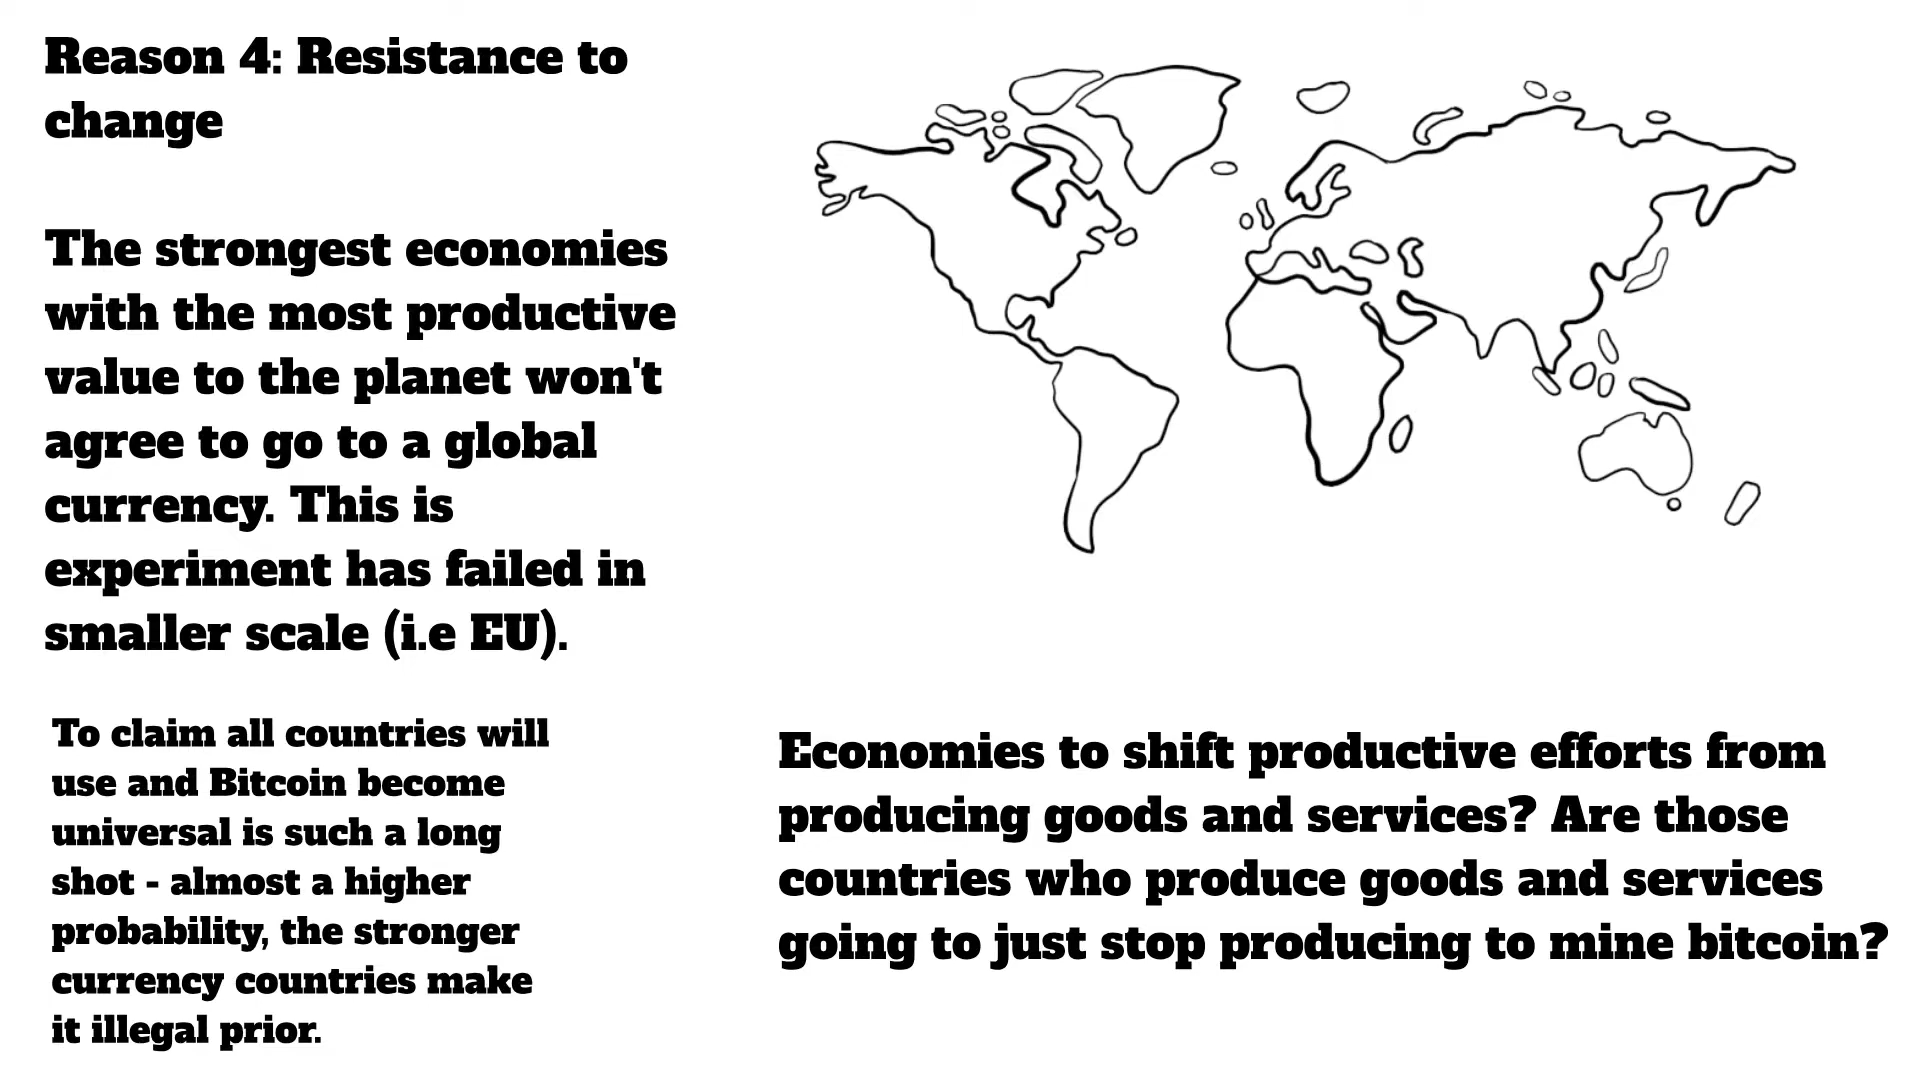 Reason 4: Resistance to
change
The strongest economies
with the most productive
value to the planet won't
agree to go to a global
currency. This is
experiment has failed in
smaller scale (i.e EU).
To claim all countries will
use and Bitcoin become
universal is such a long
shot - almost a higher
probability, the stronger
currency countries make
it illegal prior.
Economies to shift productive efforts from
producing goods and services? Are those
countries who produce goods and services
going to just stop producing to mine bitcoin?